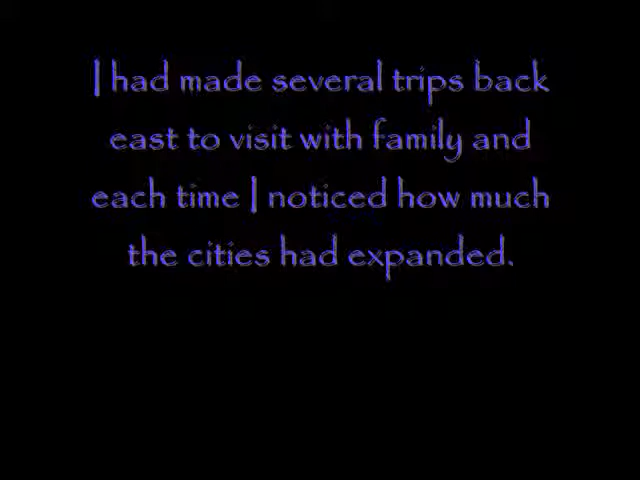 I had made several trips back
east to visit with family and
each time I noticed how much
the cities had expanded.